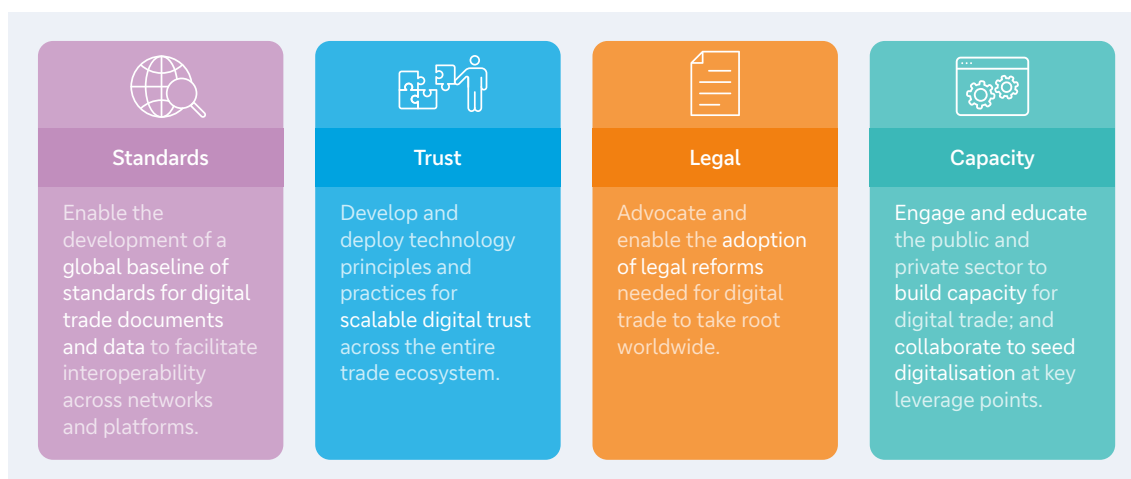 Standards
Enable the
development of a
global baseline of
standards for digital
trade documents
and data to facilitate
interoperability
across networks
and platforms.
Trust
Develop and
deploy technology
principles and
practices for
scalable digital trust
across the entire
trade ecosystem.
Legal
Advocate and
enable the adoption
of legal reforms
needed for digital
trade to take root
worldwide.
Capacity
Engage and educate
the public and
private sector to
build capacity for
digital trade; and
collaborate to seed
digitalisation at key
leverage points.